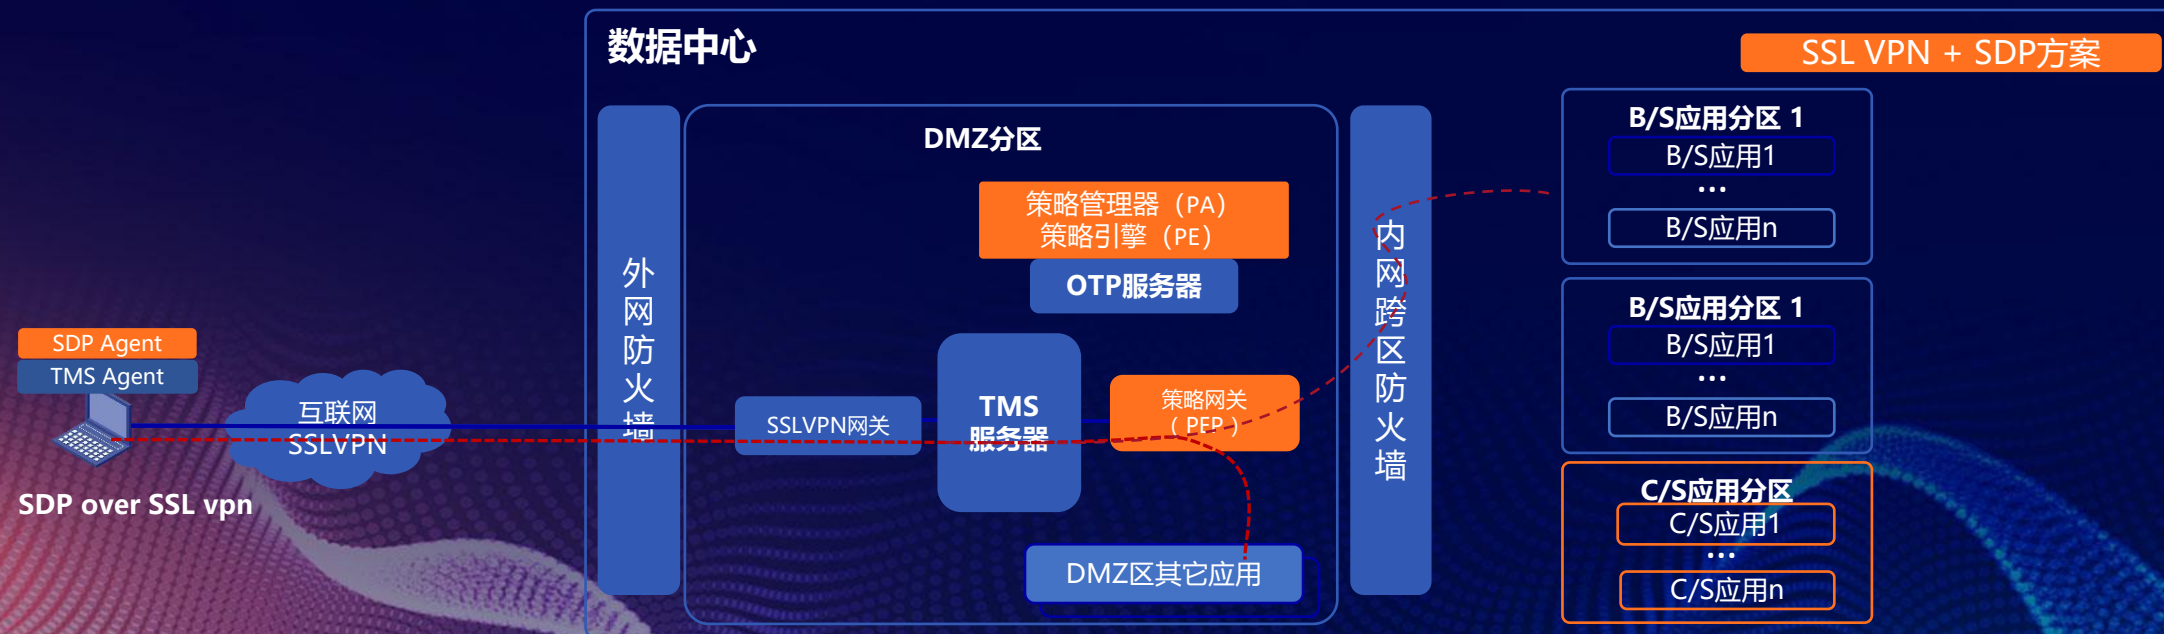 数据中心
SSL VPN + SDP方案
DMZ分区
策略管理器（PA）
策略引擎（PE）
OTP服务器
外网防火墙
内网跨区防火墙
SDP Agent
TMS Agent
互联网
SSLVPN
SDP over SSL vpn
SSLVPN网关
TMS
服务器
策略网关
（ PEP ）
DMZ区其它应用
B/S应用分区 1
B/S应用1
...
B/S应用n
B/S应用分区 1
B/S应用1
...
B/S应用n
C/S应用分区
C/S应用1
...
C/S应用n